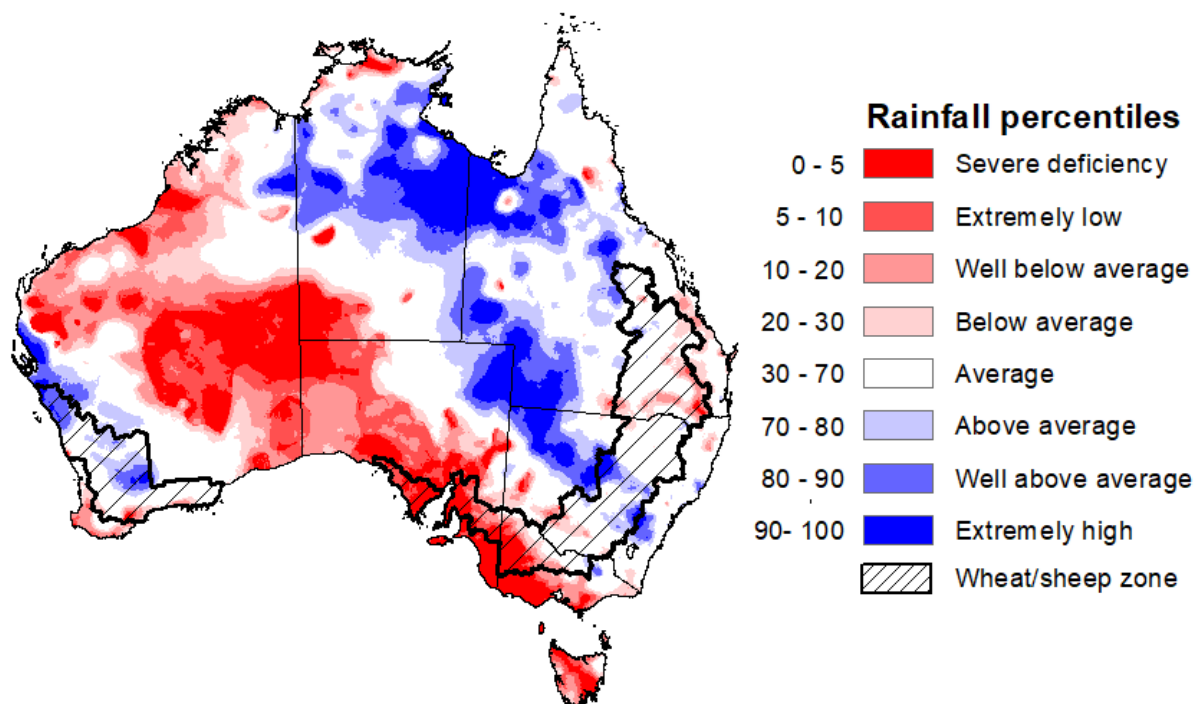 Rainfall percentiles
0 - 5 Severe deficiency
5 - 10 Extremely low
10 - 20 Well below average
20 - 30 Below average
30 - 70 Average
70 - 80 Above average
80 - 90 Well above average
90- 100 Extremely high
Wheat/sheep zone